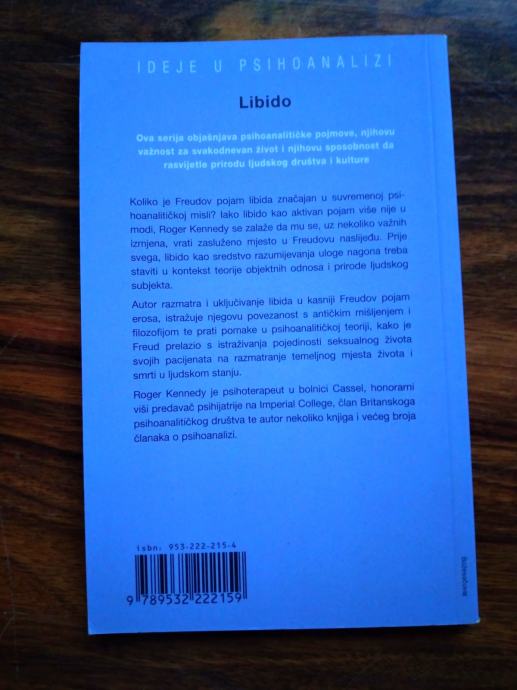 IDEJE U PSIHOANALIZI
Libido
Ova serija objašnjava psihoanalitičke pojmove, njihovu
važnost za svakodnevan život i njihovu sposobnost da
rasvijetle prirodu ljudskog društva i kulture
Koliko je Freudov pojam libida značajan u suvremenoj psi-
hoanalitičkoj misli? Iako libido kao aktivan pojam više nije u
modi, Roger Kennedy se zalaže da mu se, uz nekoliko važnih
izmjena, vrati zasluženo mjesto u Freudovu naslijeđu. Prije
svega, libido kao sredstvo razumijevanja uloge nagona treba
staviti u kontekst teorije objektnih odnosa i prirode ljudskog
subjekta.
Autor razmatra i uključivanje libida u kasniji Freudov pojam
erosa, istražuje njegovu povezanost s antičkim mišljenjem i
filozofijom te prati pomake u psihoanalitičkoj teoriji, kako je
Freud prelazio s istraživanja pojedinosti seksualnog života
svojih pacijenata na razmatranje temeljnog mjesta života i
smrti u ljudskom stanju.
Roger Kennedy je psihoterapeut u bolnici Cassel, honorarni
viši predavač psihijatrije na Imperial College, član Britanskoga
psihoanalitičkog društva te autor nekoliko knjiga i većeg broja
članaka o psihoanalizi.
isbn: 953-222-215-4
9 789532 222159